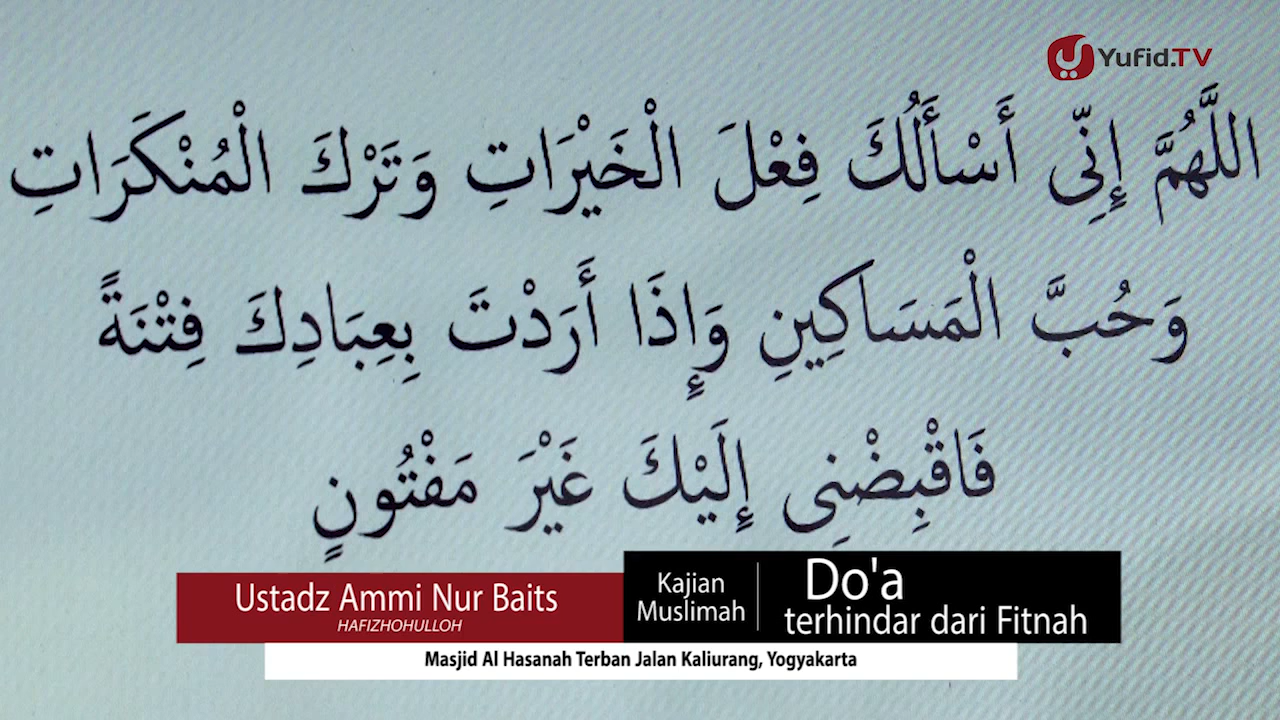 Yufid.TV
اللَّهُمَّ إِنِّى أَسْأَلُكَ فِعْلَ الْخَيْرَاتِ وَتَرْكَ الْمُنْكَرَاتِ
وَحُبَّ الْمَسَاكِينِ وَإِذَا أَرَدْتَ بِعِبَادِكَ فِتْنَةً
فَاقْبِضْنِى إِلَيْكَ غَيْرَ مَفْتُونٍ
Ustadz Ammi Nur Baits
HAFIZHOHULLOH
Kajian
Muslimah
Do'a
terhindar dari Fitnah
Masjid Al Hasanah Terban Jalan Kaliurang, Yogyakarta